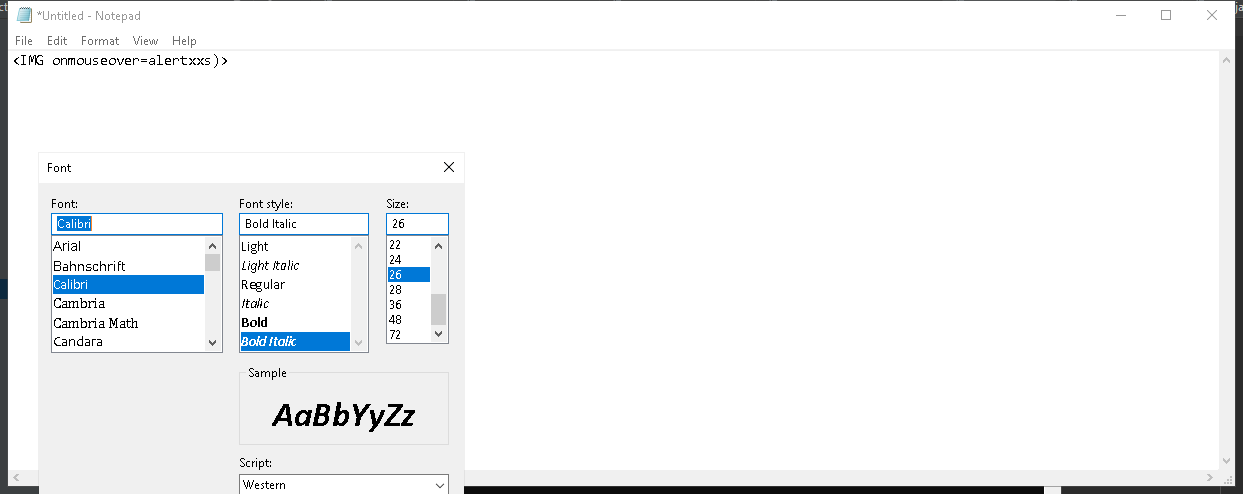 *Untitled - Notepad
File Edit Format View Help
<IMG onmouseover=alertxxs)>
Font
Font: Font style: Size:
Calibri Bold Italic 26
Arial Light 22
Bahnschrift Light Italic 24
Calibri Regular 26
Cambria Italic 28
Cambria Math Bold 36
Candara Bold Italic 48
72
Sample
AaBbYyZz
Script:
Western